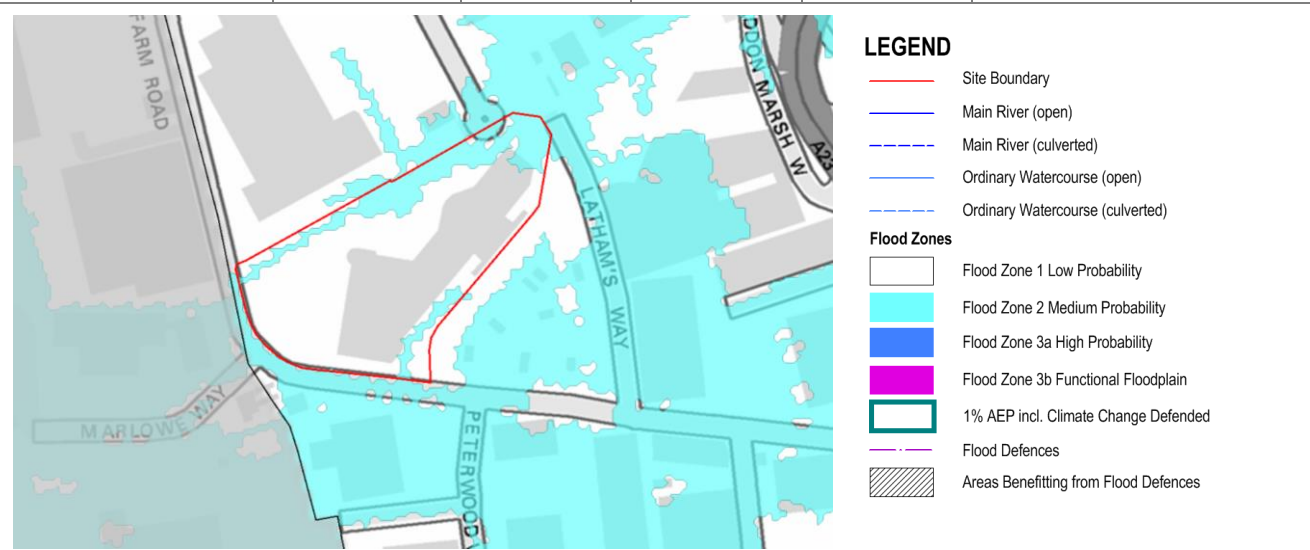 FARM ROAD
DDON MARSH W
A23
LATHAM'S WAY
MARLOWE WAY
PETERWOOD
LEGEND
Site Boundary
Main River (open)
Main River (culverted)
Ordinary Watercourse (open)
Ordinary Watercourse (culverted)
Flood Zones
Flood Zone 1 Low Probability
Flood Zone 2 Medium Probability
Flood Zone 3a High Probability
Flood Zone 3b Functional Floodplain
1% AEP incl. Climate Change Defended
Flood Defences
Areas Benefitting from Flood Defences